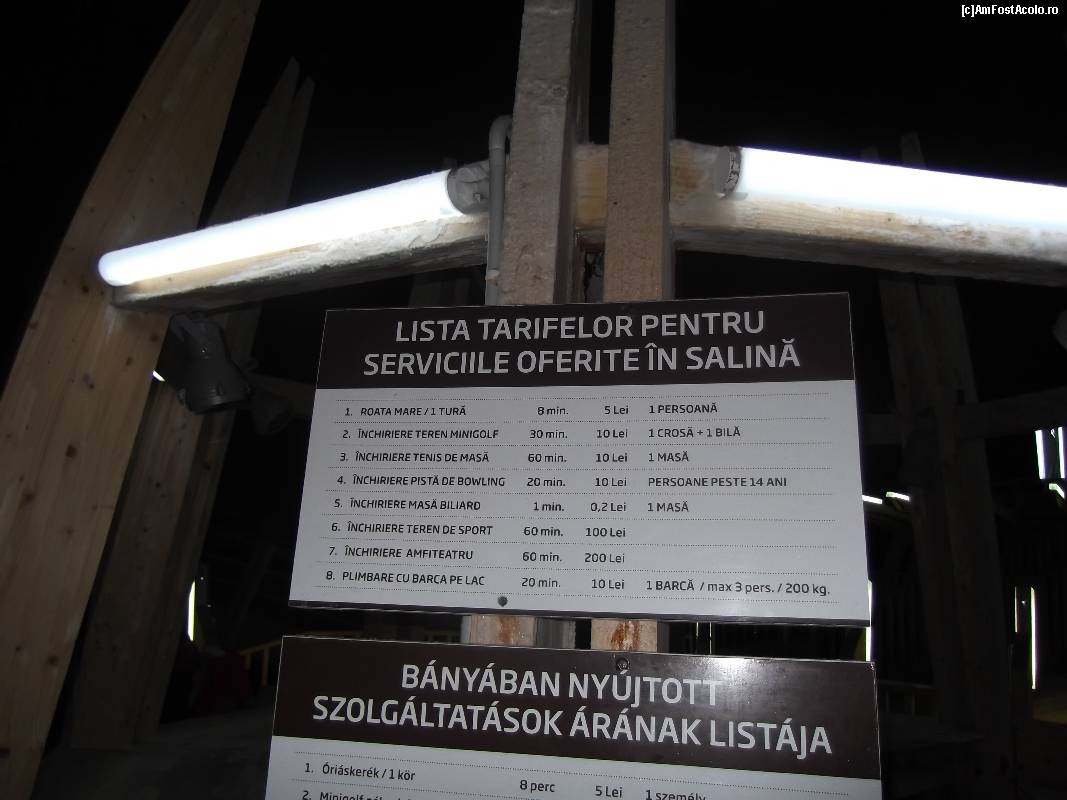 [c]AmFostAcolo.ro
LISTA TARIFELOR PENTRU
SERVICIILE OFERITE ÎN SALINĂ
1. ROATA MARE / 1 TURĂ 8 min. 5 Lei 1 PERSOANĂ
2. ÎNCHIRIERE TEREN MINIGOLF 30 min. 10 Lei 1 CROSĂ + 1 BILĂ
3. ÎNCHIRIERE TENIS DE MASĂ 60 min. 10 Lei 1 MASĂ
4. ÎNCHIRIERE PISTĂ DE BOWLING 20 min. 10 Lei PERSOANE PESTE 14 ANI
5. ÎNCHIRIERE MASĂ BILIARD 1 min. 0,2 Lei 1 MASĂ
6. ÎNCHIRIERE TEREN DE SPORT 60 min. 100 Lei
7. ÎNCHIRIERE AMFITEATRU 60 min. 200 Lei
8. PLIMBARE CU BARCA PE LAC 20 min. 10 Lei 1 BARCĂ / max 3 pers. / 200 kg.
BÁNYÁBAN NYÚJTOTT
SZOLGÁLTATÁSOK ÁRÁNAK LISTÁJA
1. Óriáskerék / 1 kör 8 perc 5 Lei 1 személy
2. Minigolf